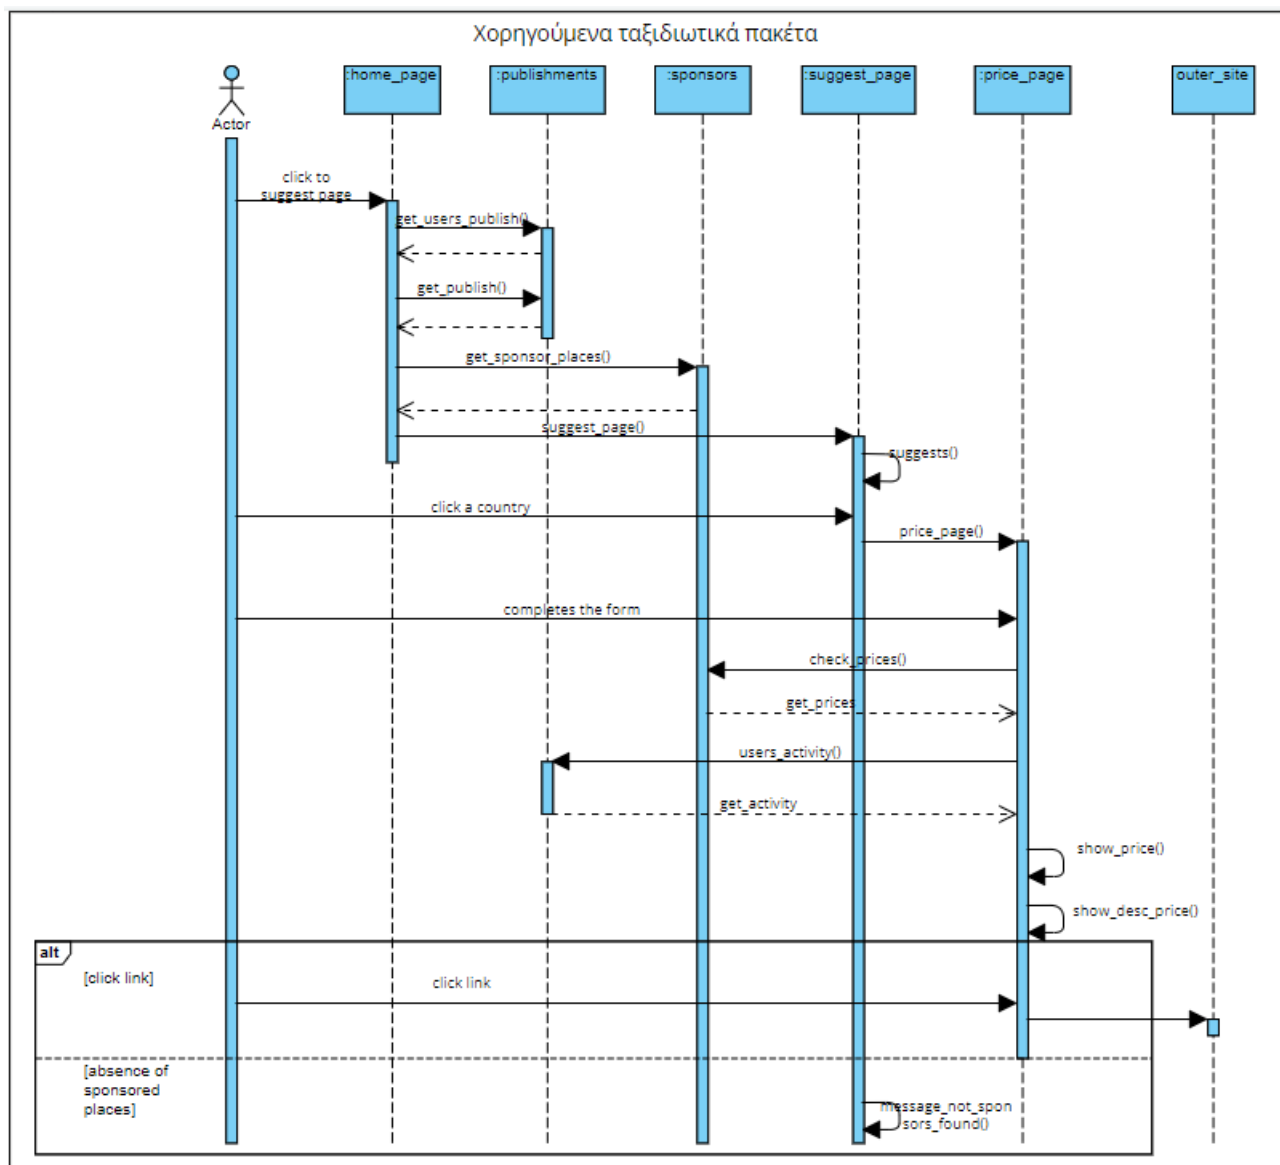 Χορηγούμενα ταξιδιωτικά πακέτα
:home_page
:publishments
:sponsors
:suggest_page
:price_page
outer_site
Actor
click to
suggest page
get_users_publish()
get_publish()
get_sponsor_places()
suggest_page()
suggests()
click a country
price_page()
completes the form
check_prices()
get_prices
users_activity()
get_activity
show_price()
show_desc_price()
alt
[click link]
click link
[absence of
sponsored
places]
message_not_spon
sors_found()